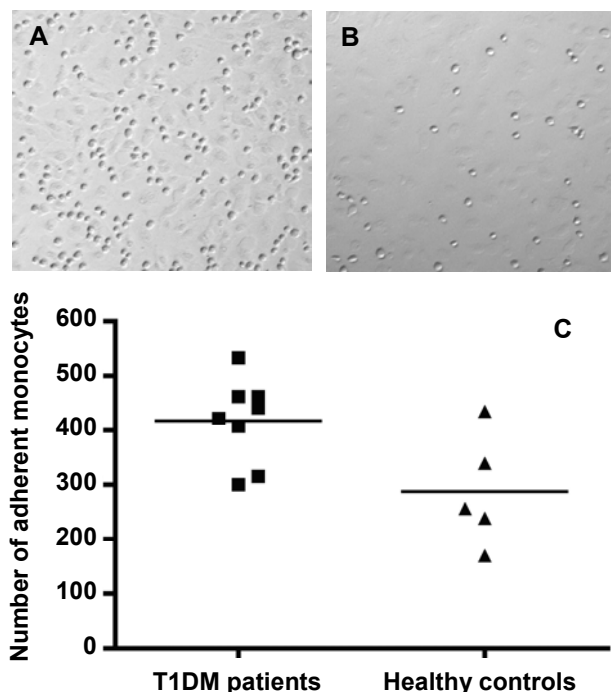 A
B
C
Number of adherent monocytes
600
500
400
300
200
100
0
T1DM patients
Healthy controls